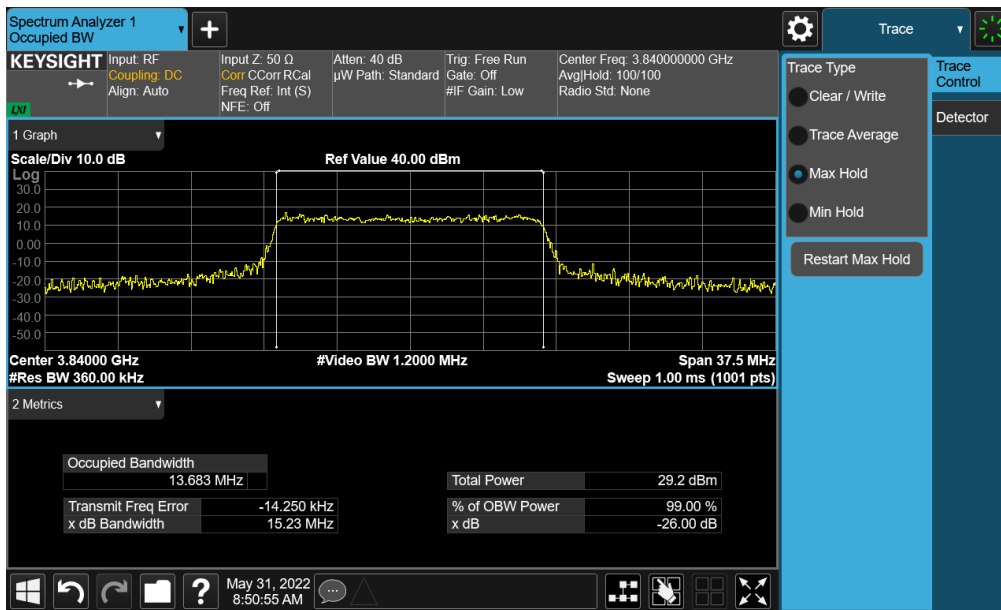 Spectrum Analyzer 1
Occupied BW
+
Trace
KEYSIGHT
LXI
Input: RF
Coupling: DC
Align: Auto
Input Z: 50 Ω
Corr CCorr RCal
Freq Ref: Int (S)
NFE: Off
Atten: 40 dB
µW Path: Standard
Trig: Free Run
Gate: Off
#IF Gain: Low
Center Freq: 3.840000000 GHz
Avg|Hold: 100/100
Radio Std: None
Trace Type
Clear / Write
Trace Average
Max Hold
Min Hold
Restart Max Hold
Trace
Control
Detector
1 Graph
Scale/Div 10.0 dB
Ref Value 40.00 dBm
Log
30.0
20.0
10.0
0.00
-10.0
-20.0
-30.0
-40.0
-50.0
Center 3.84000 GHz
#Video BW 1.2000 MHz
Span 37.5 MHz
#Res BW 360.00 kHz
Sweep 1.00 ms (1001 pts)
2 Metrics
Occupied Bandwidth
13.683 MHz
Total Power 29.2 dBm
Transmit Freq Error -14.250 kHz
% of OBW Power 99.00 %
x dB Bandwidth 15.23 MHz
x dB -26.00 dB
?
May 31, 2022
8:50:55 AM